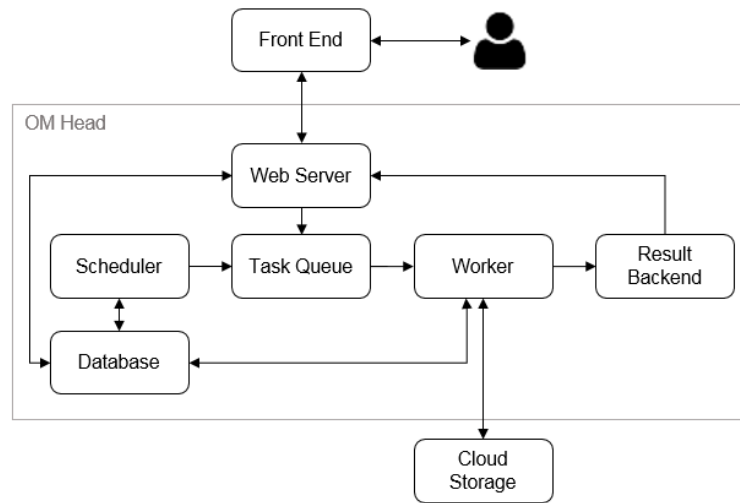 Front End
OM Head
Web Server
Scheduler
Task Queue
Worker
Result
Backend
Database
Cloud
Storage